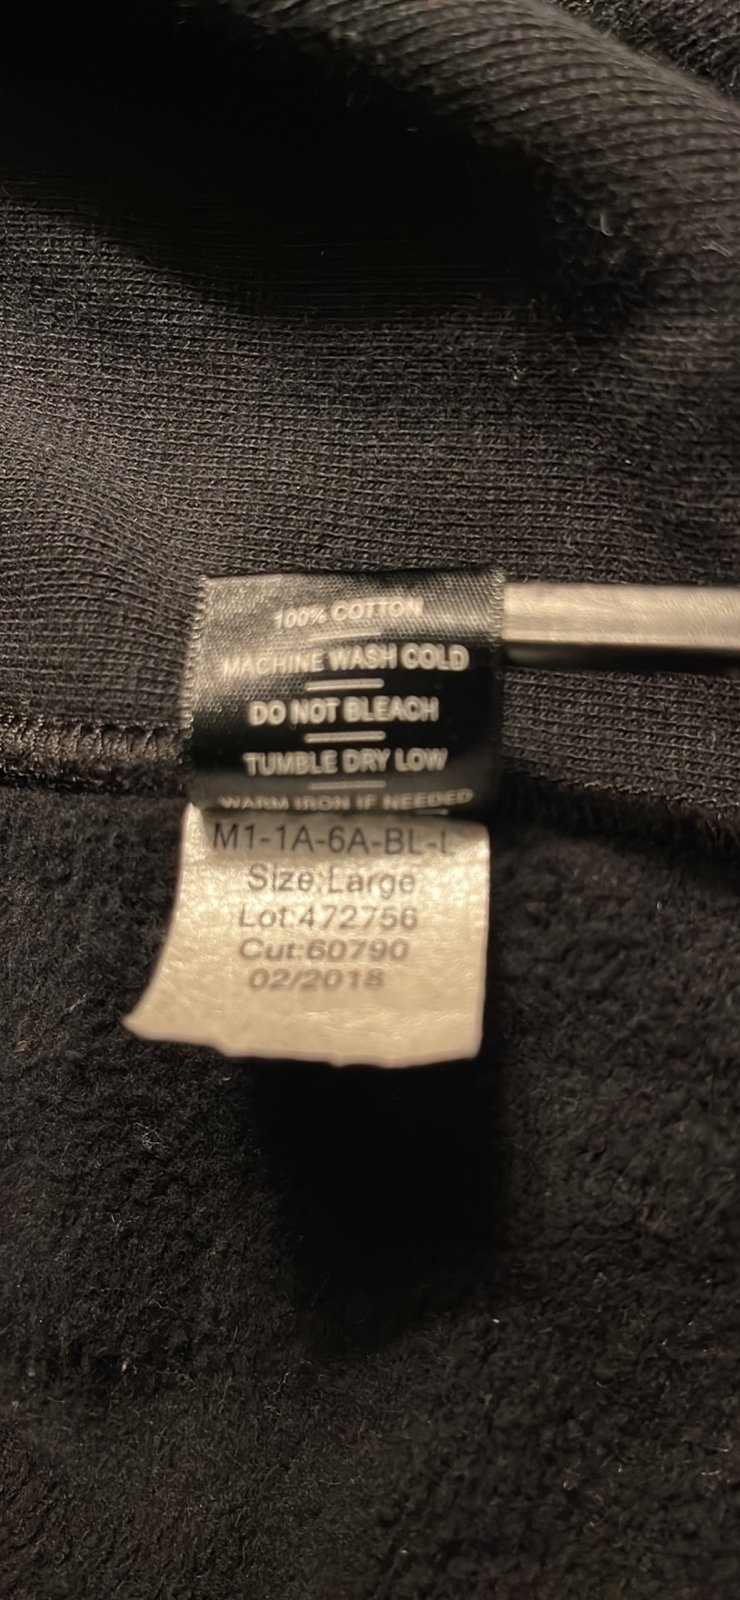 100% COTTON
MACHINE WASH COLD
DO NOT BLEACH
TUMBLE DRY LOW
WARM IRON IF NEEDED
M1-1A-6A-BL-L
Size:Large
Lot:472756
Cut:60790
02/2018